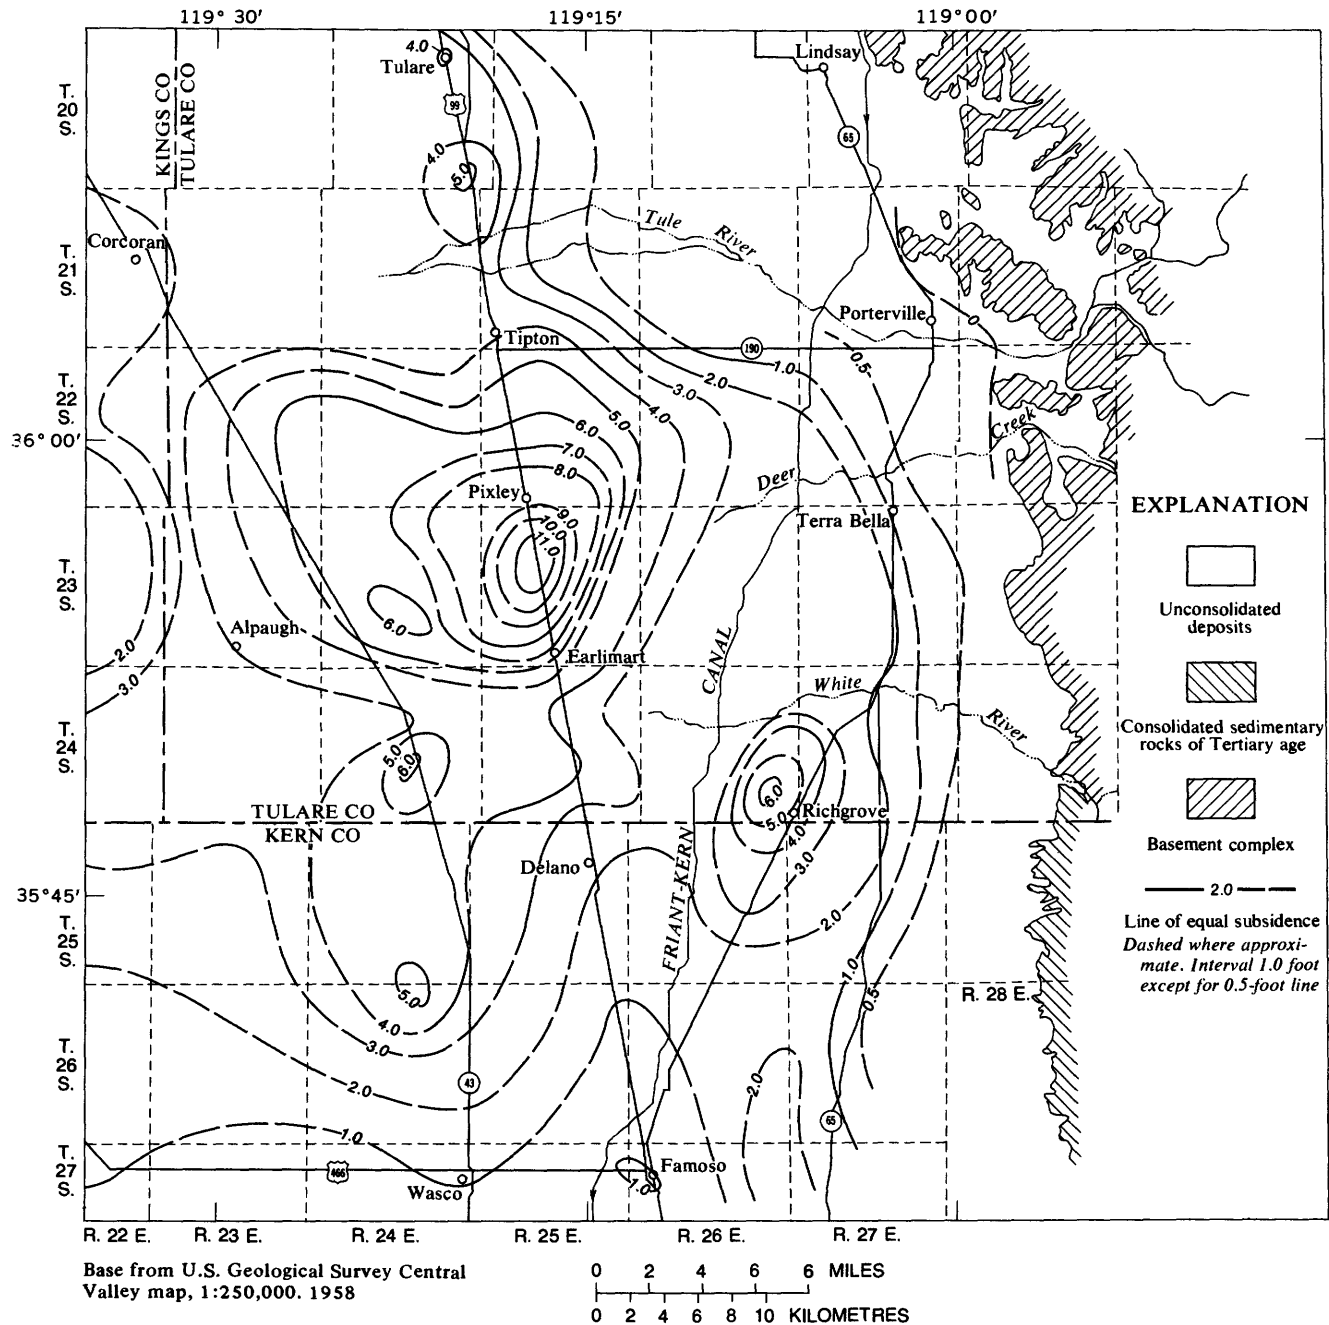 119° 30'
119° 15'
119° 00'
T.
20
S.
T.
21
S.
T.
22
S.
36° 00'
T.
23
S.
T.
24
S.
35° 45'
T.
25
S.
T.
26
S.
T.
27
S.
KINGS CO
TULARE CO
4.0
Tulare
99
4.0
5.0
Lindsay
65
Corcoran
Tule River
Tipton
190
Porterville
0
0.5
1.0
2.0
3.0
4.0
5.0
6.0
7.0
8.0
Pixley
9.0
10.0
11.0
Deer Creek
Terra Bella
6.0
Alpaugh
2.0
3.0
Earlimart
CANAL
White River
5.0
6.0
6.0
5.0
Richgrove
4.0
3.0
2.0
TULARE CO
KERN CO
Delano
FRIANT-KERN
1.0
0.5
R. 28 E.
5.0
4.0
3.0
2.0
43
2.0
65
1.0
466
Wasco
1.0
Famoso
R. 22 E.
R. 23 E.
R. 24 E.
R. 25 E.
R. 26 E.
R. 27 E.
EXPLANATION
Unconsolidated
deposits
Consolidated sedimentary
rocks of Tertiary age
Basement complex
2.0
Line of equal subsidence
Dashed where approxi-
mate. Interval 1.0 foot
except for 0.5-foot line
Base from U.S. Geological Survey Central
Valley map, 1:250,000. 1958
0 2 4 6 6 MILES
0 2 4 6 8 10 KILOMETRES